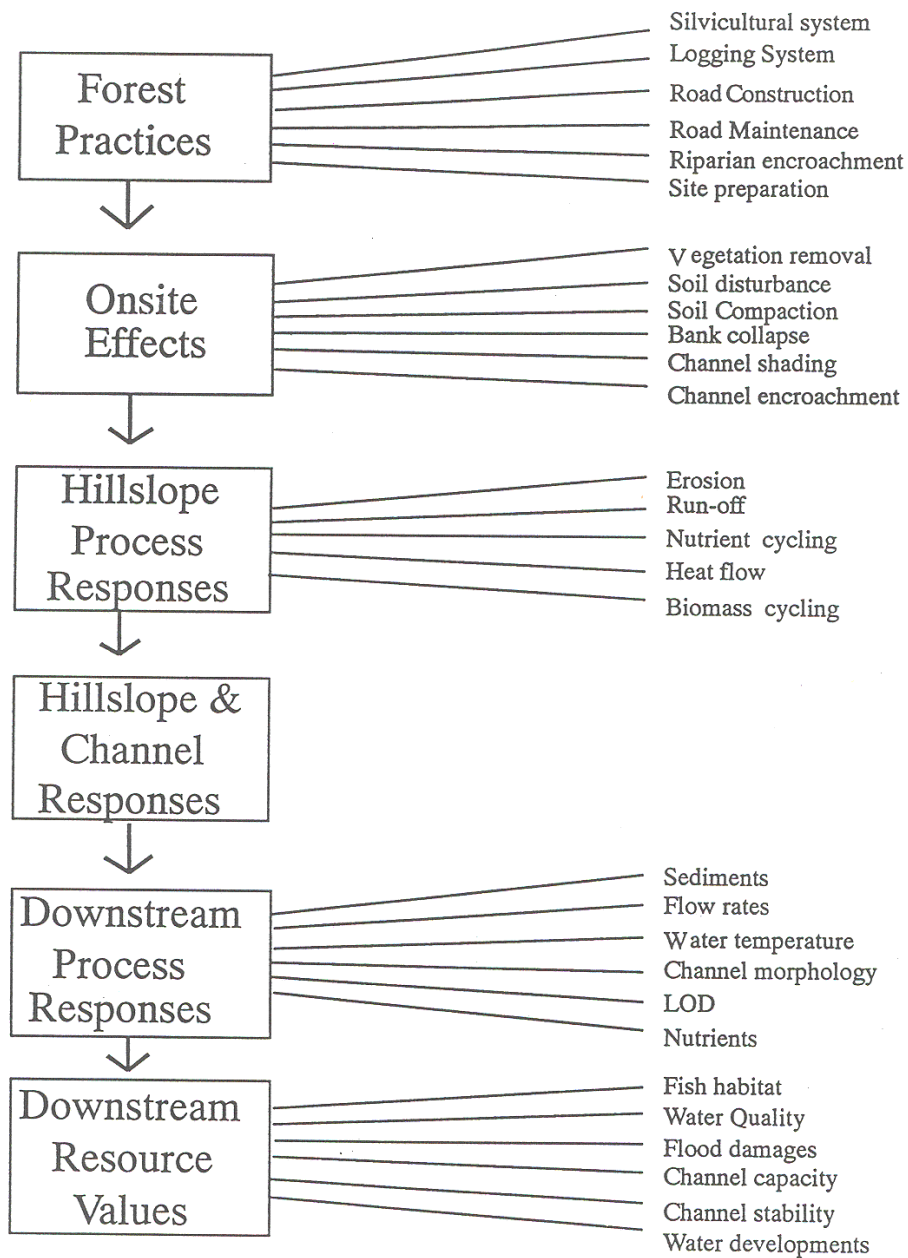 Forest
Practices
Silvicultural system
Logging System
Road Construction
Road Maintenance
Riparian encroachment
Site preparation
Onsite
Effects
V egetation removal
Soil disturbance
Soil Compaction
Bank collapse
Channel shading
Channel encroachment
Hillslope
Process
Responses
Erosion
Run-off
Nutrient cycling
Heat flow
Biomass cycling
Hillslope &
Channel
Responses
Downstream
Process
Responses
Sediments
Flow rates
Water temperature
Channel morphology
LOD
Nutrients
Downstream
Resource
Values
Fish habitat
Water Quality
Flood damages
Channel capacity
Channel stability
Water developments